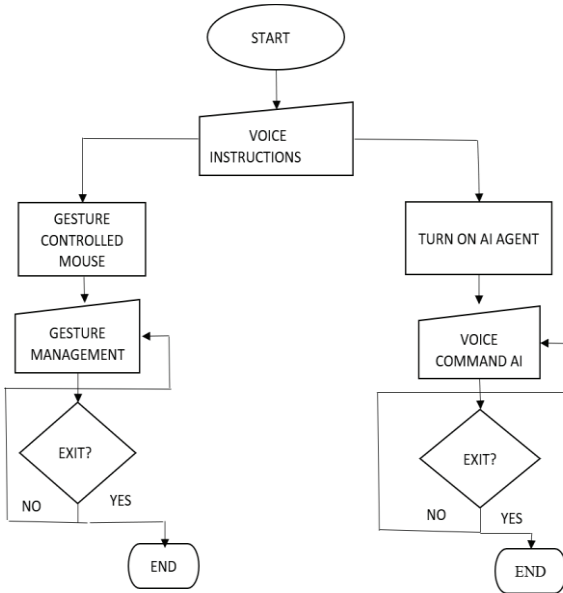 START
VOICE
INSTRUCTIONS
GESTURE
CONTROLLED
MOUSE
TURN ON AI AGENT
GESTURE
MANAGEMENT
VOICE
COMMAND AI
EXIT?
EXIT?
NO
YES
NO
YES
END
END